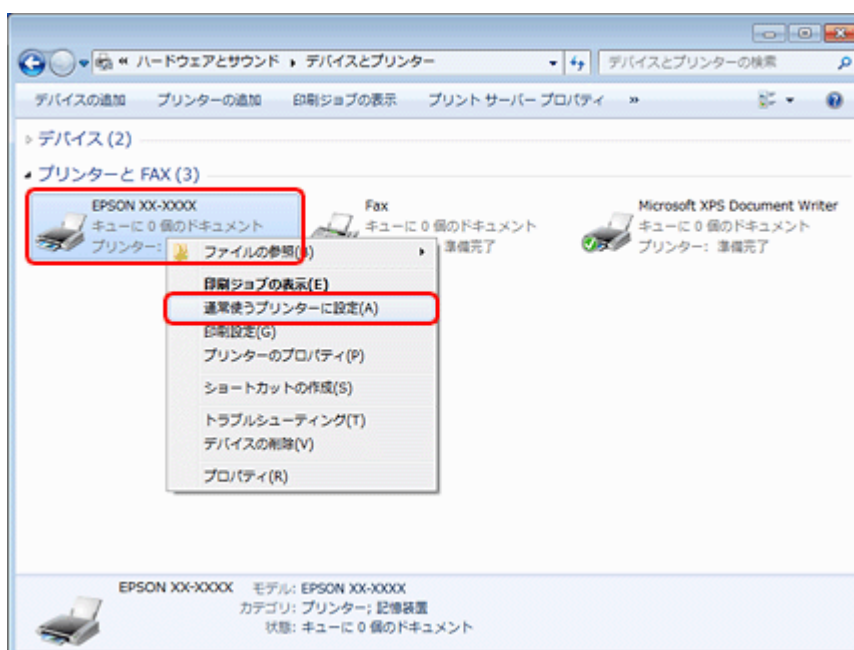 « ハードウェアとサウンド ▸ デバイスとプリンター
デバイスとプリンターの検索
デバイスの追加 プリンターの追加 印刷ジョブの表示 プリント サーバー プロパティ »
デバイス (2)
プリンターと FAX (3)
EPSON XX-XXXX
キューに 0 個のドキュメント
プリンター:
Fax
キューに 0 個のドキュメント
準備完了
Microsoft XPS Document Writer
キューに 0 個のドキュメント
プリンター: 準備完了
ファイルの参照(B)
印刷ジョブの表示(E)
通常使うプリンターに設定(A)
印刷設定(G)
プリンターのプロパティ(P)
ショートカットの作成(S)
トラブルシューティング(T)
デバイスの削除(V)
プロパティ(R)
EPSON XX-XXXX モデル: EPSON XX-XXXX
カテゴリ: プリンター; 記憶装置
状態: キューに 0 個のドキュメント